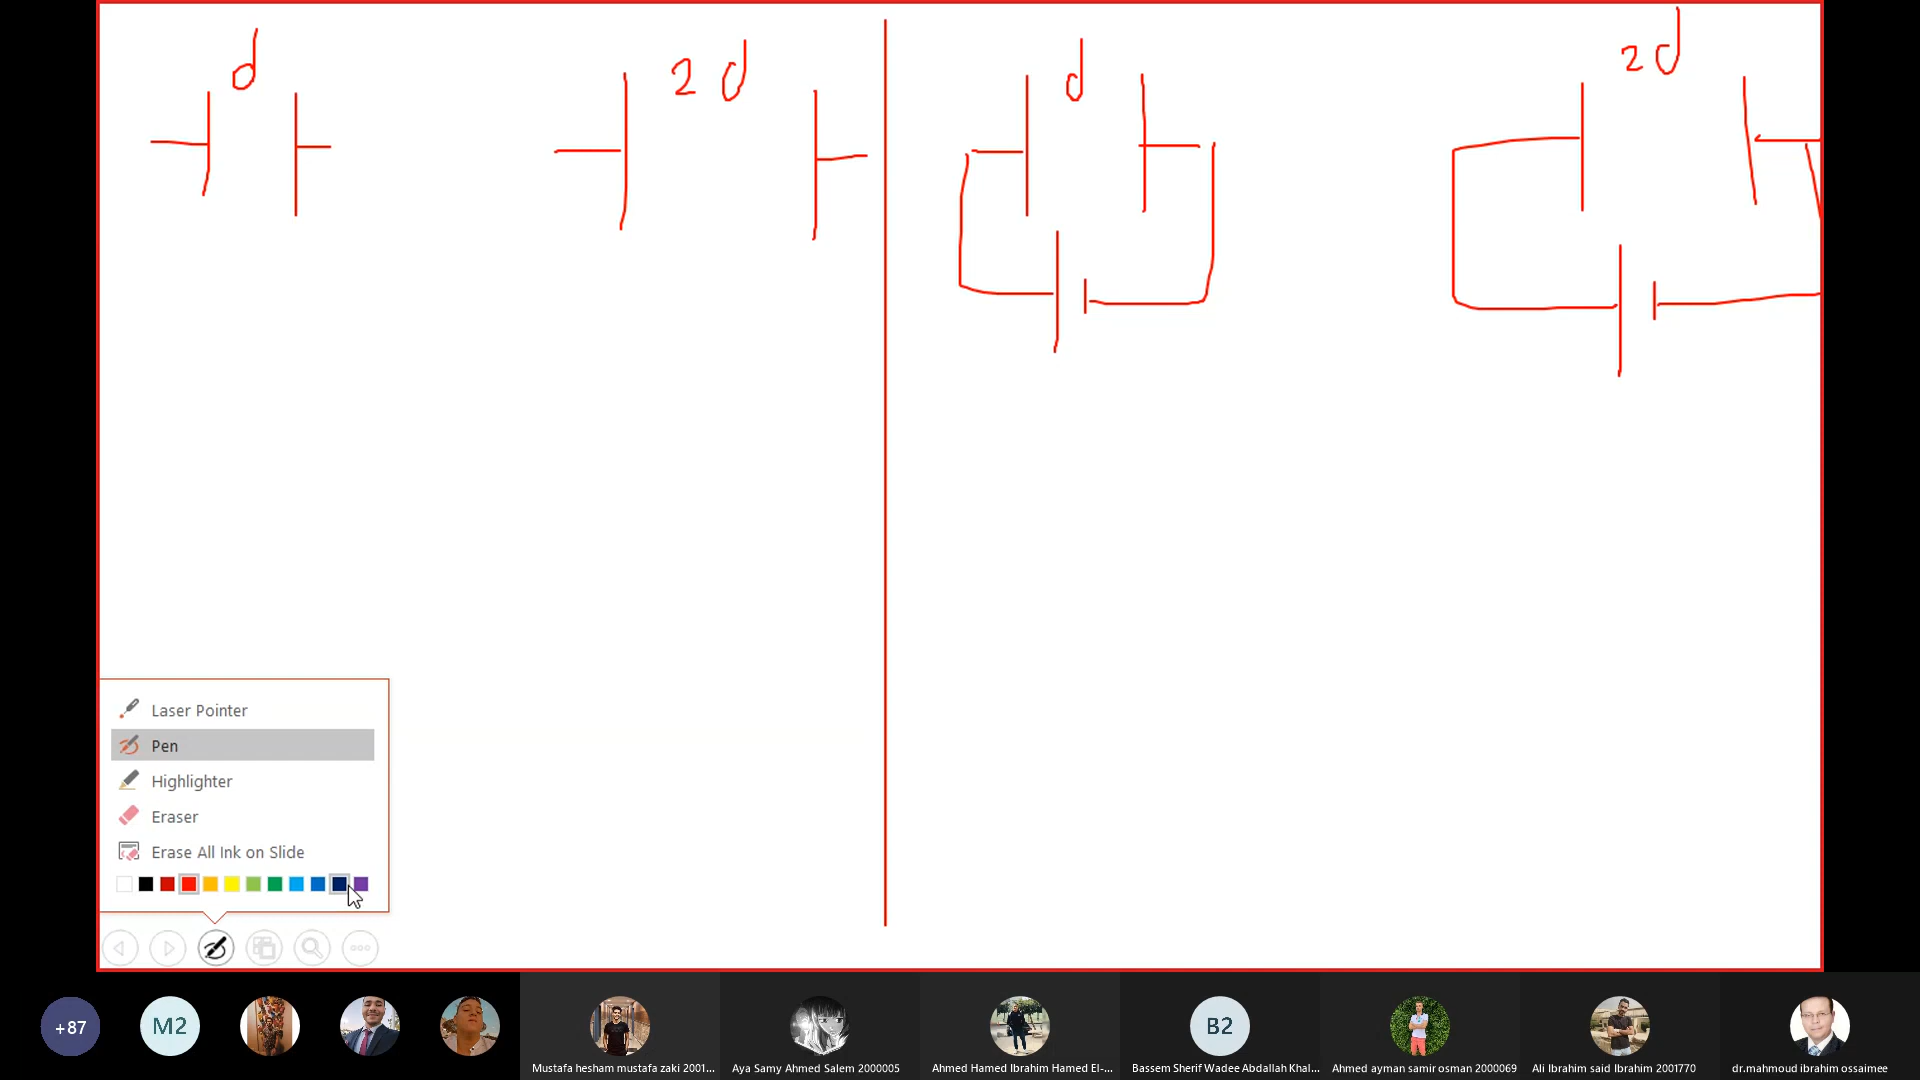 d 2d d 2d
Laser Pointer
Pen
Highlighter
Eraser
Erase All Ink on Slide
+87 M2 B2
Mustafa hesham mustafa zaki 2001... Aya Samy Ahmed Salem 2000005 Ahmed Hamed Ibrahim Hamed El-... Bassem Sherif Wadee Abdallah Khal... Ahmed ayman samir osman 2000069 Ali Ibrahim said Ibrahim 2001770 dr.mahmoud ibrahim ossaimee